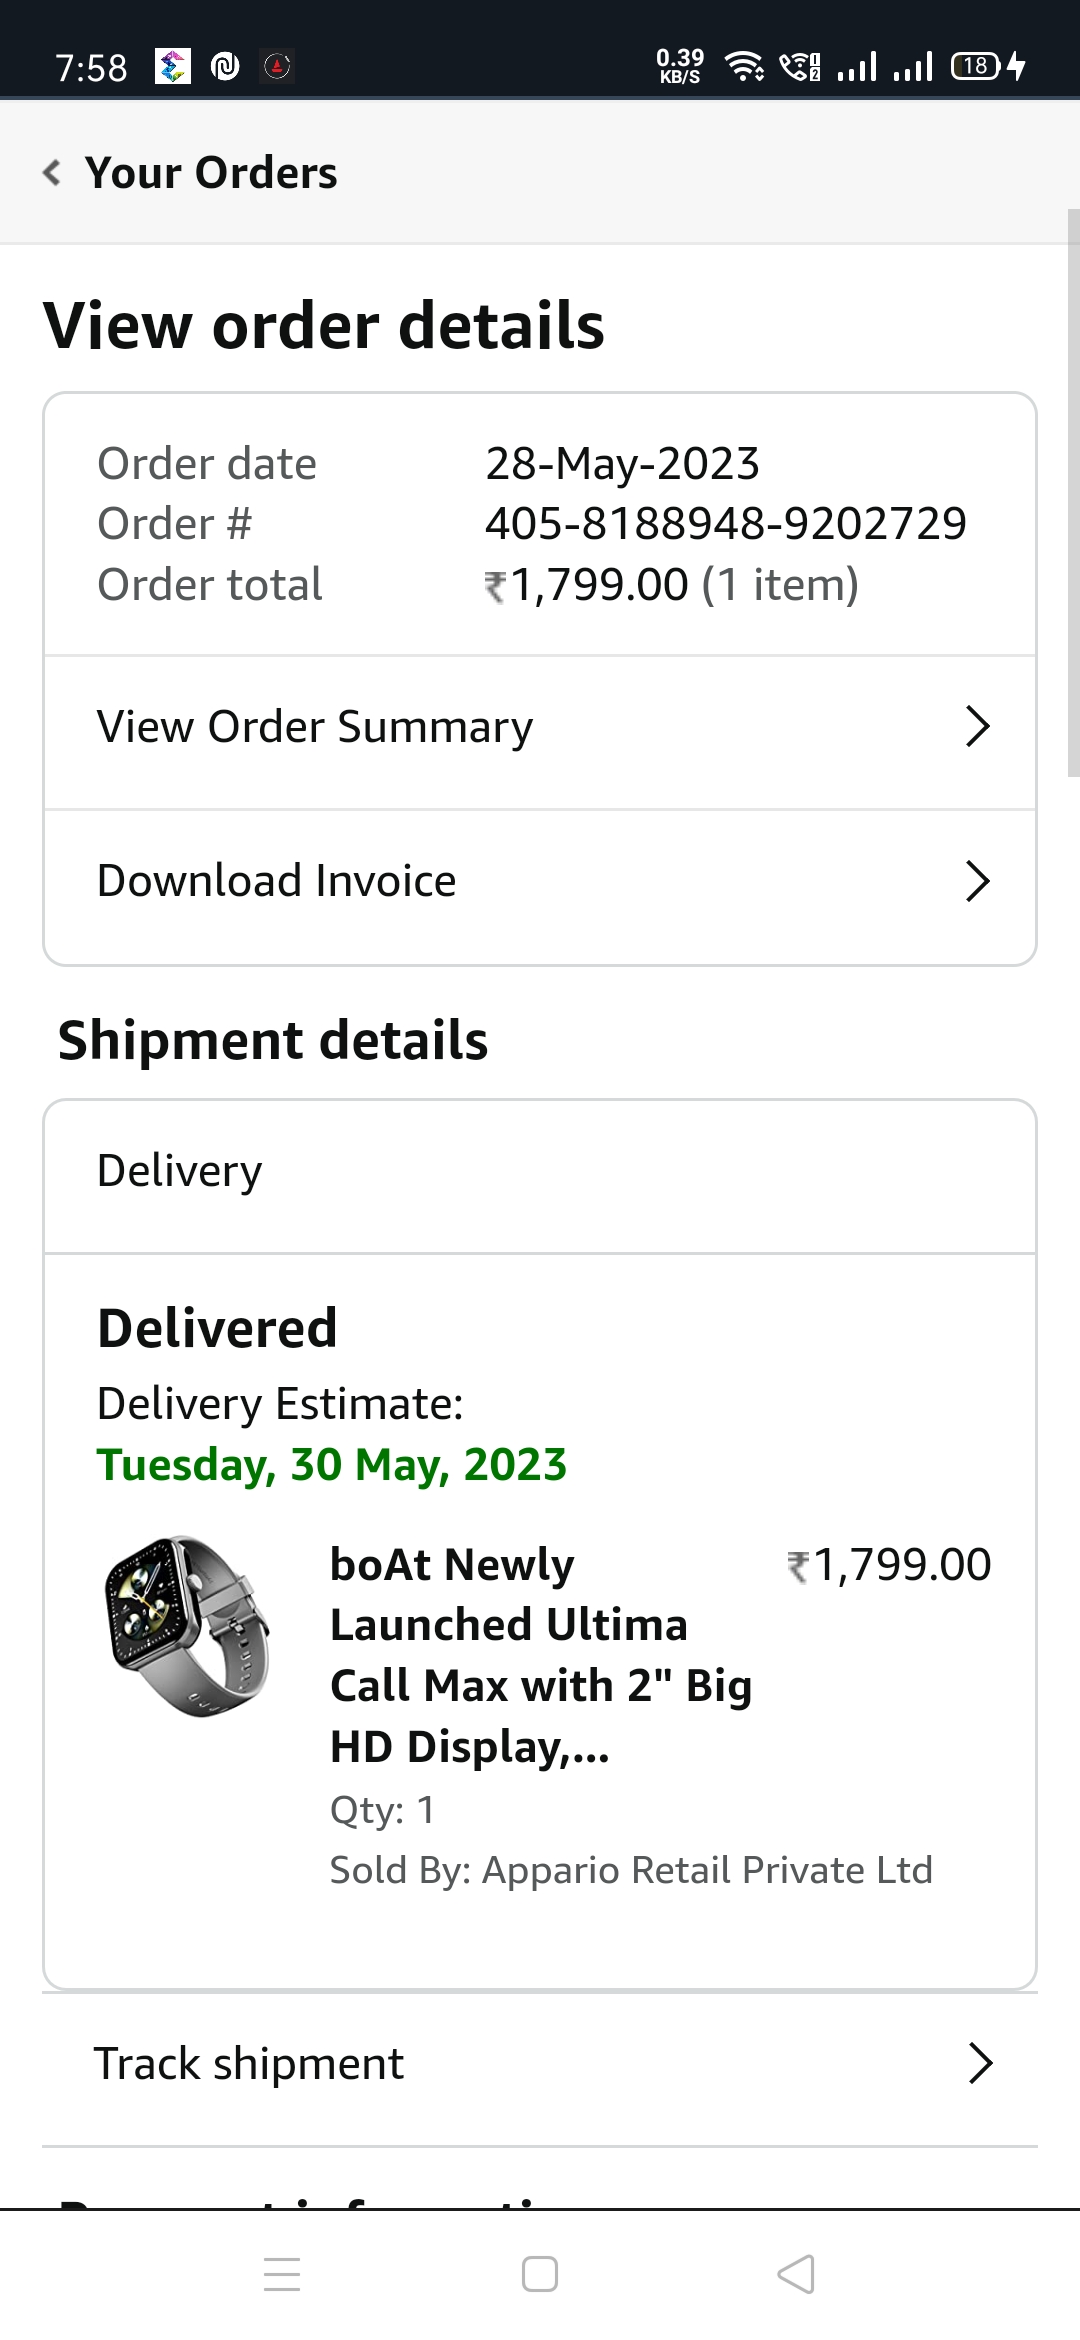 7:58
0.39
KB/S
18
Your Orders
View order details
Order date 28-May-2023
Order # 405-8188948-9202729
Order total ₹1,799.00 (1 item)
View Order Summary
Download Invoice
Shipment details
Delivery
Delivered
Delivery Estimate:
Tuesday, 30 May, 2023
boAt Newly ₹1,799.00
Launched Ultima
Call Max with 2" Big
HD Display,...
Qty: 1
Sold By: Appario Retail Private Ltd
Track shipment